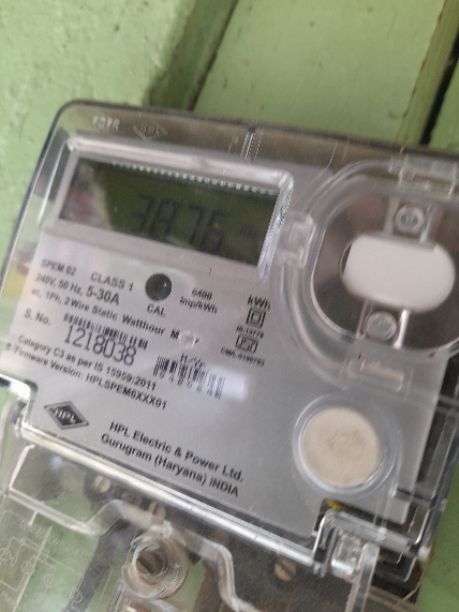 3876
SPEM 02 CLASS 1
240V, 50 Hz, 5-30A
CAL
6400
imp/kWh
kWh
ac, 1Ph, 2 Wire Static Watthour
S. No.
1218038
Category C3 as per IS 15959:2011
Firmware Version: HPLSPEM6XXX01
HPL
HPL Electric & Power Ltd.
Gurugram (Haryana) INDIA